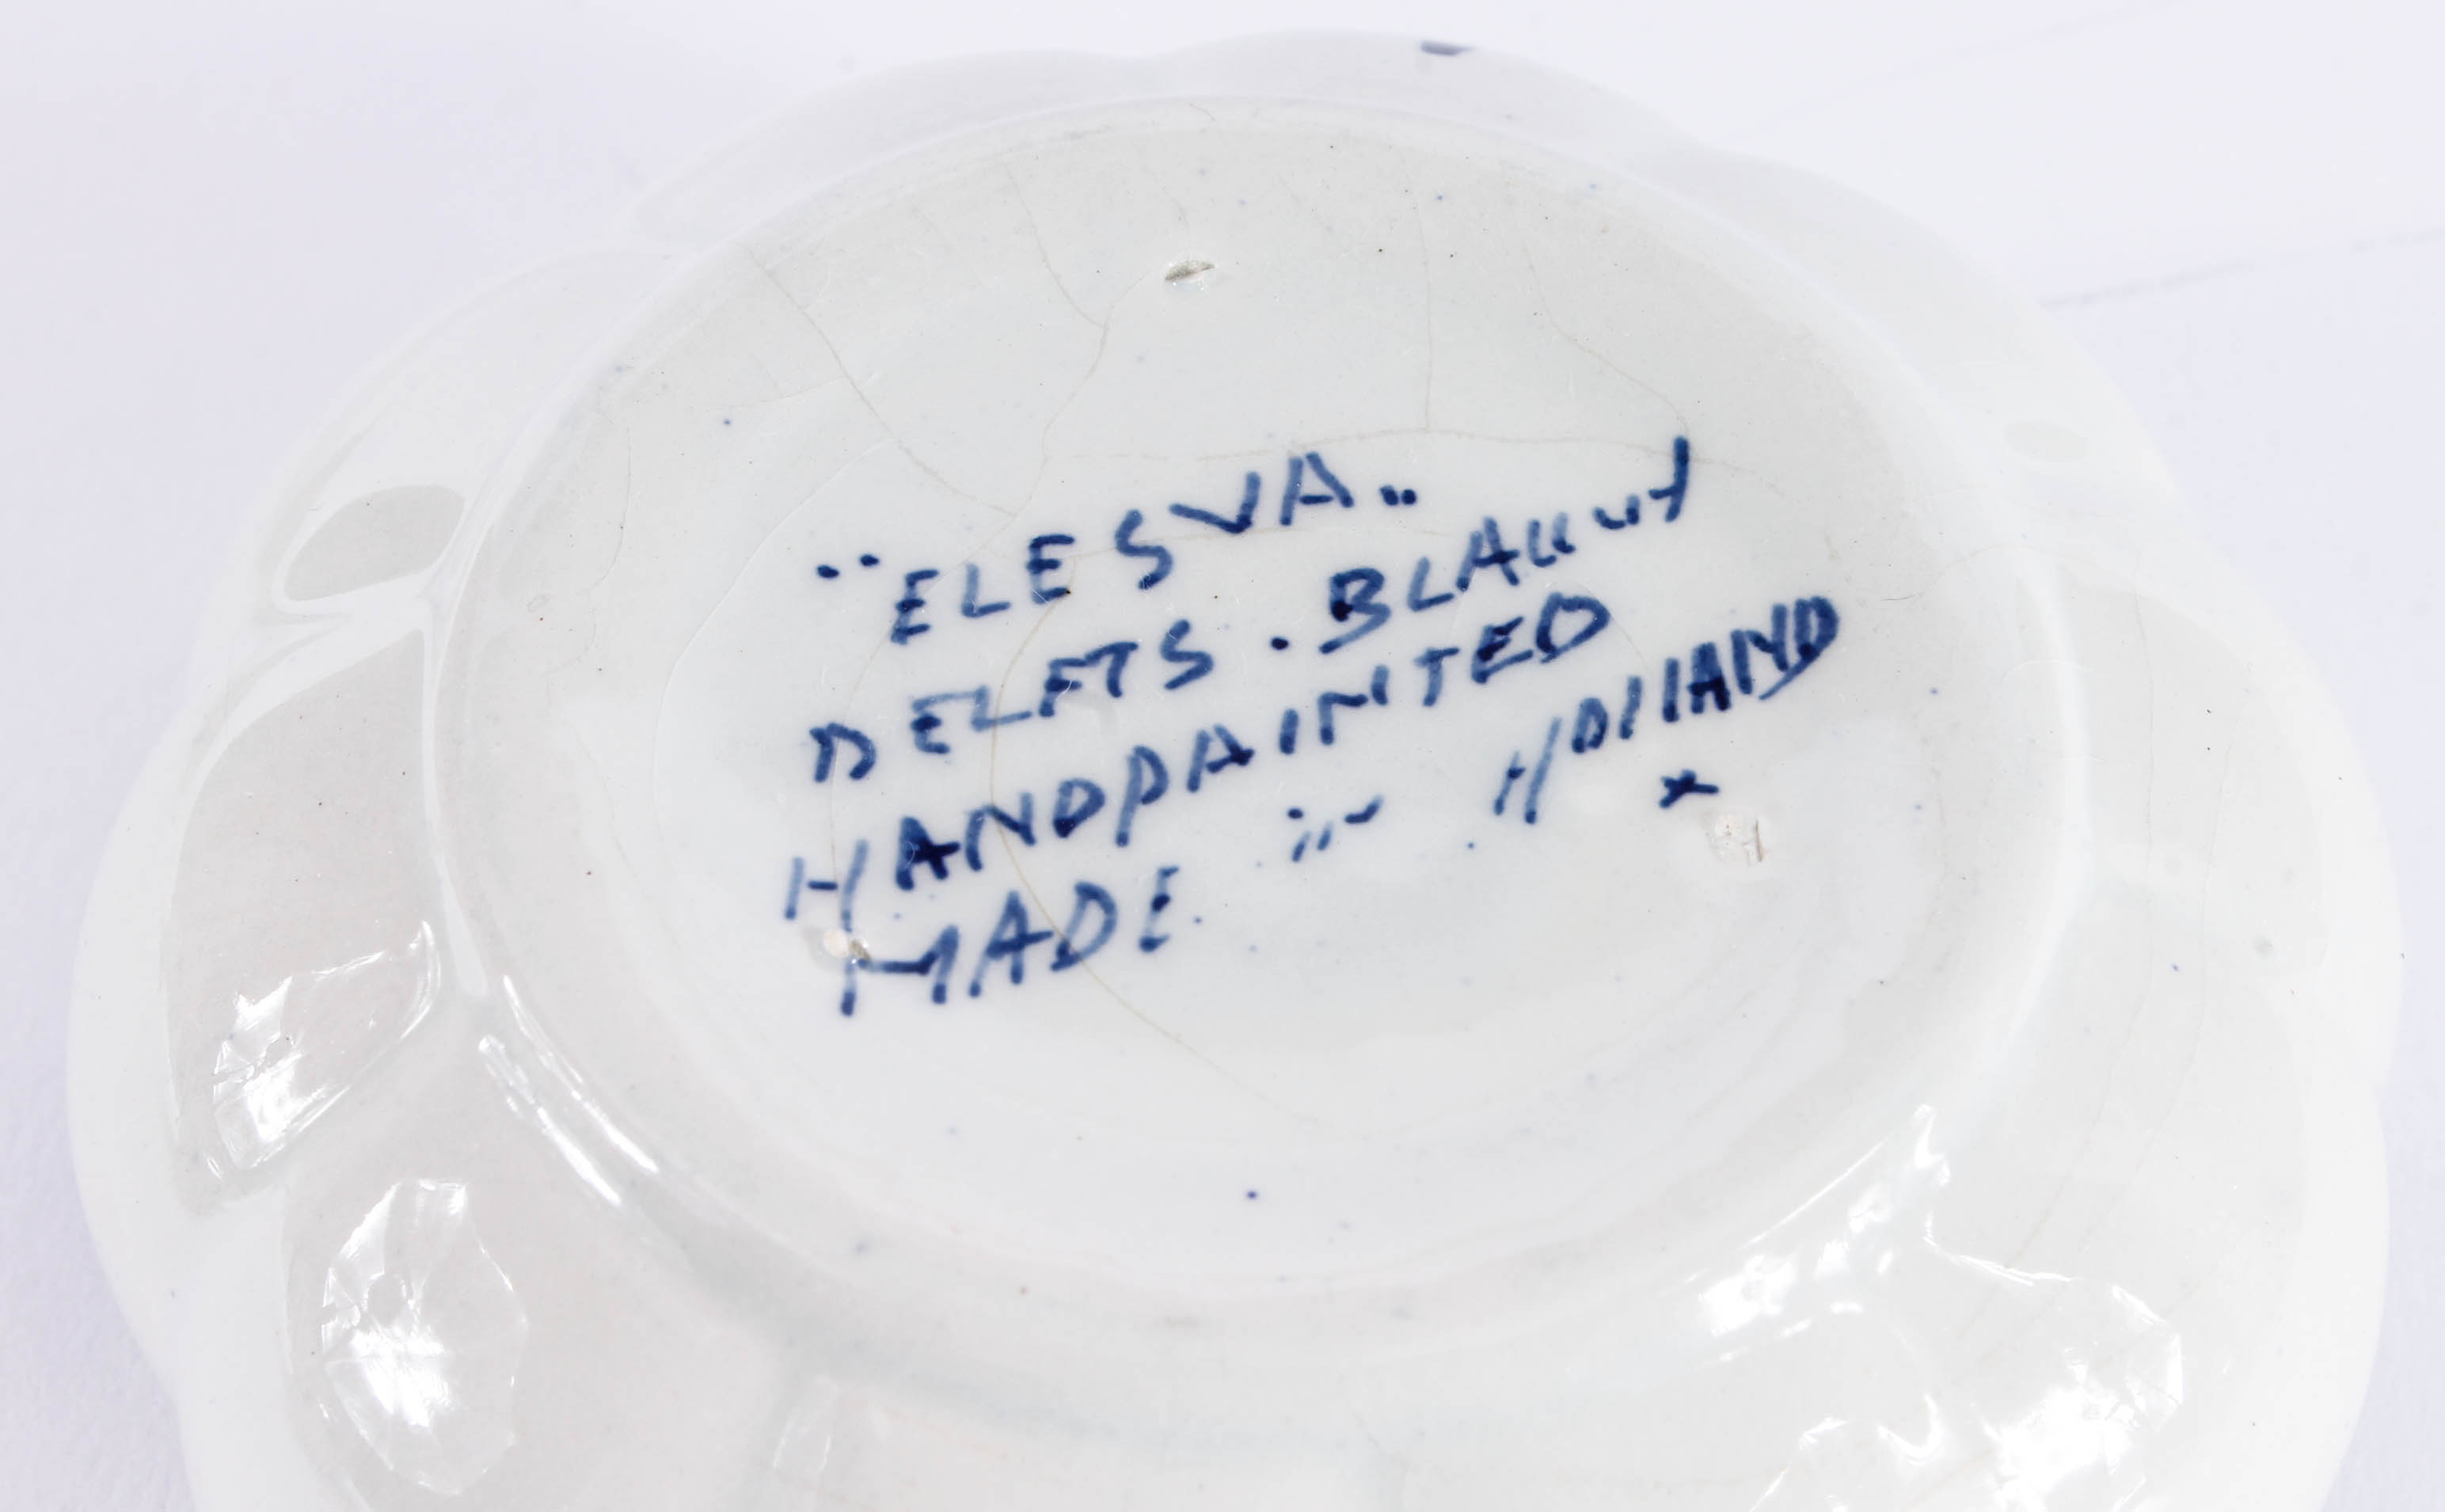 "ELESVA"
DELFTS. BLAUW
HANDPAINTED
MADE in HOLLAND
x